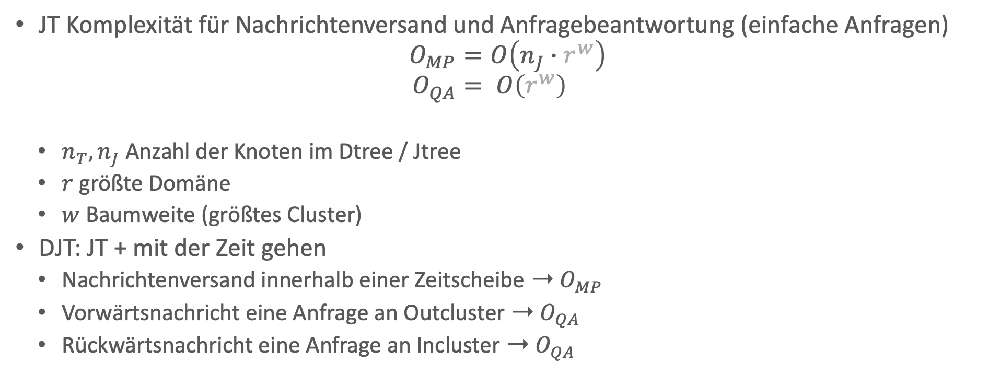 • JT Komplexität für Nachrichtenversand und Anfragebeantwortung (einfache Anfragen)
$O_{MP} = O(n_J \cdot r^w)$
$O_{QA} = O(r^w)$
• $n_T, n_J$ Anzahl der Knoten im Dtree / Jtree
• $r$ größte Domäne
• $w$ Baumweite (größtes Cluster)
• DJT: JT + mit der Zeit gehen
• Nachrichtenversand innerhalb einer Zeitscheibe → $O_{MP}$
• Vorwärtsnachricht eine Anfrage an Outcluster → $O_{QA}$
• Rückwärtsnachricht eine Anfrage an Incluster → $O_{QA}$